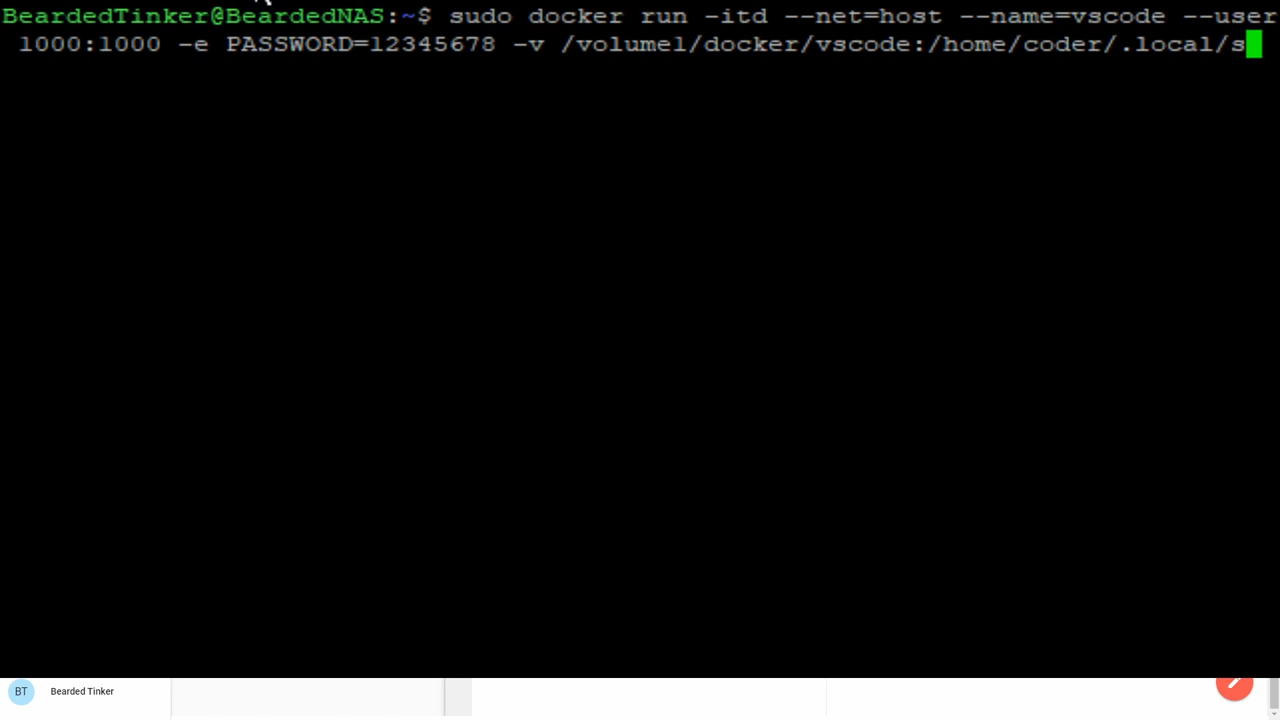 BeardedTinker@BeardedNAS:~$ sudo docker run -itd --net=host --name=vscode --user
1000:1000 -e PASSWORD=12345678 -v /volume1/docker/vscode:/home/coder/.local/s
BT Bearded Tinker